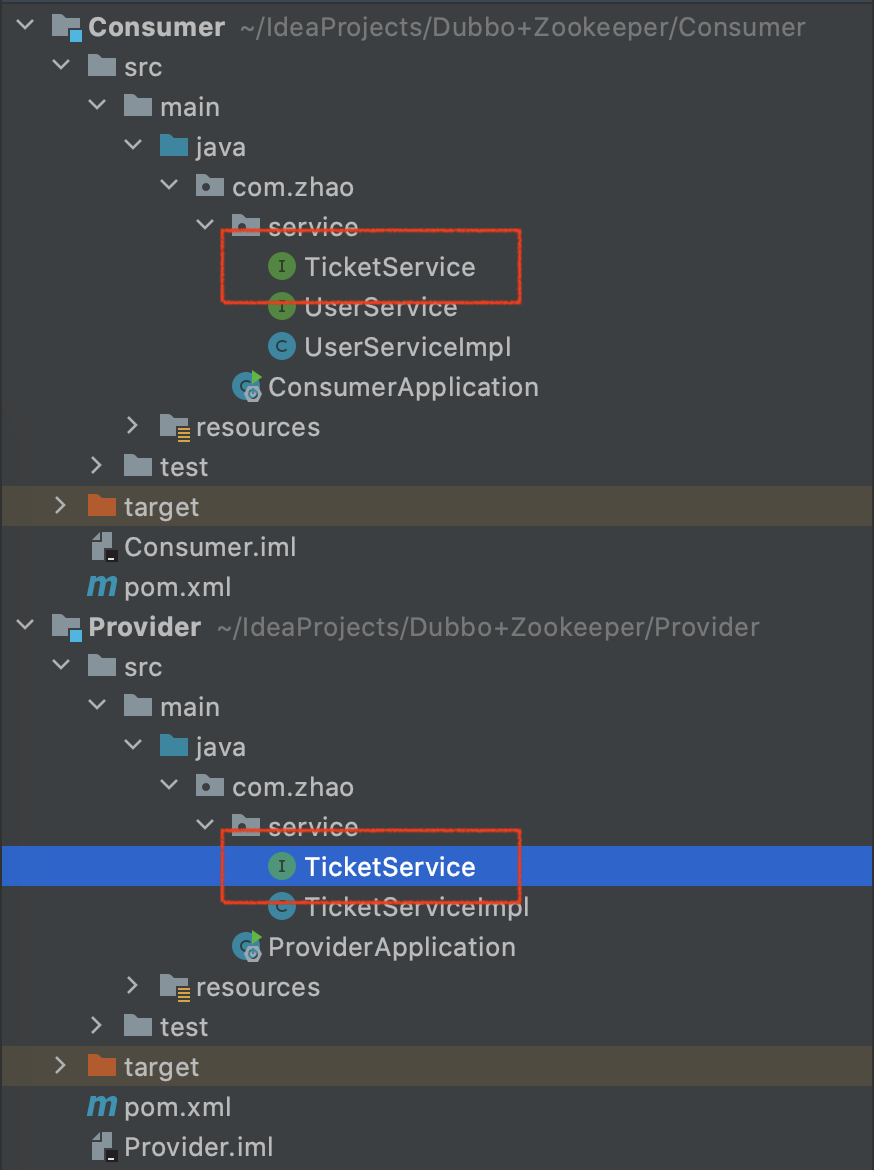 Consumer ~/IdeaProjects/Dubbo+Zookeeper/Consumer
src
main
java
com.zhao
service
I TicketService
I UserService
C UserServiceImpl
C ConsumerApplication
resources
test
target
Consumer.iml
m pom.xml
Provider ~/IdeaProjects/Dubbo+Zookeeper/Provider
src
main
java
com.zhao
service
I TicketService
C TicketServiceImpl
C ProviderApplication
resources
test
target
m pom.xml
Provider.iml